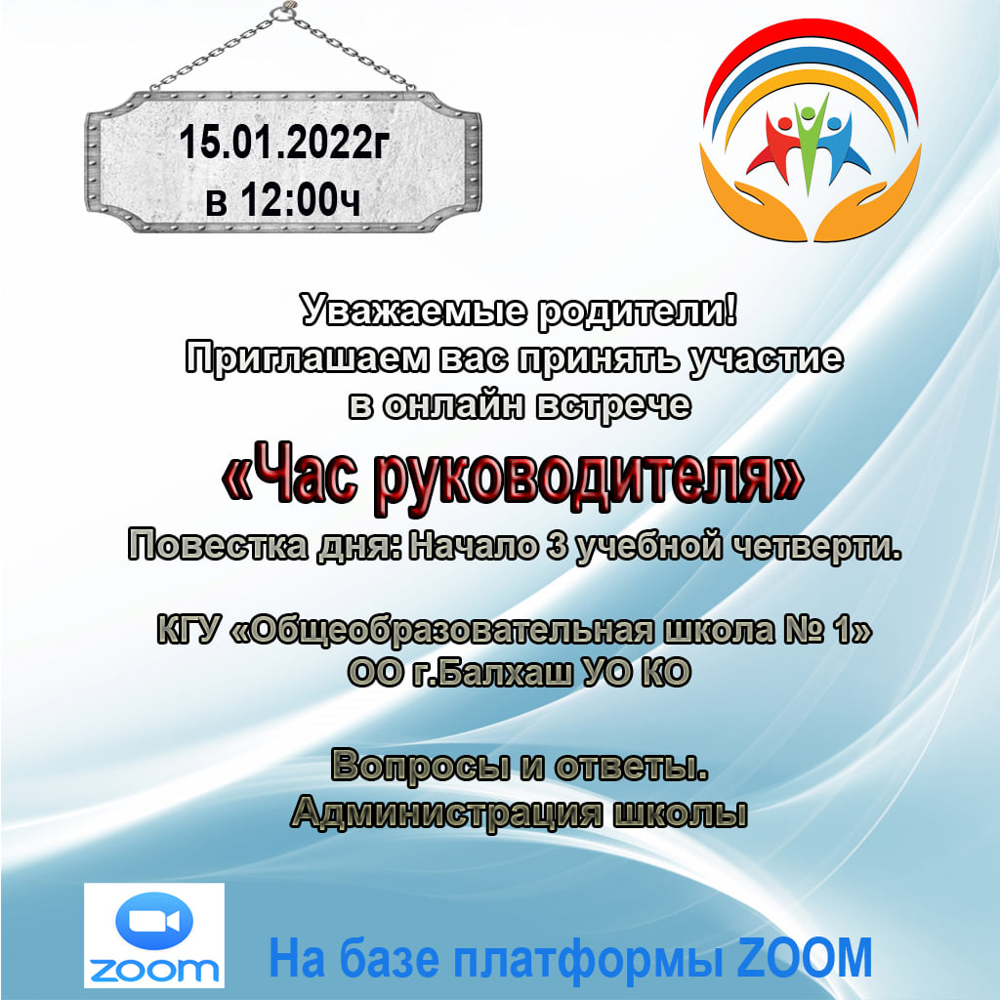 15.01.2022г
в 12:00ч
Уважаемые родители!
Приглашаем вас принять участие
в онлайн встрече
«Час руководителя»
Повестка дня: Начало 3 учебной четверти.
КГУ «Общеобразовательная школа № 1»
ОО г.Балхаш УО КО
Вопросы и ответы.
Администрация школы
zoom
На базе платформы ZOOM